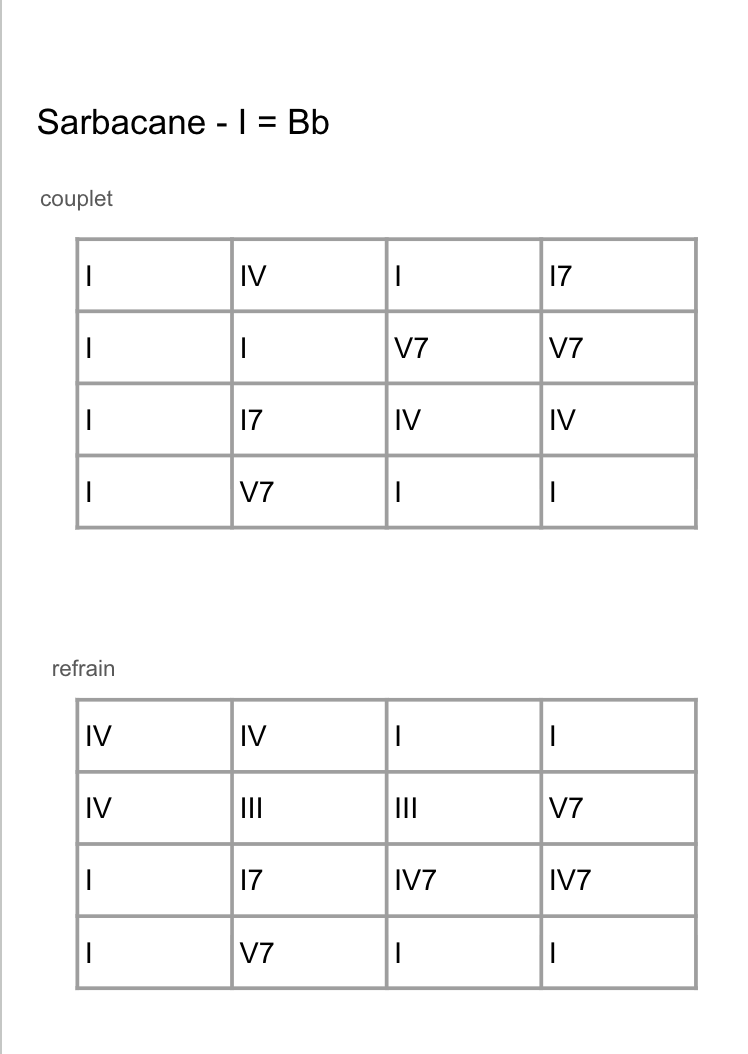 Sarbacane - I = Bb
couplet
I IV I I7
I I V7 V7
I I7 IV IV
I V7 I I
refrain
IV IV I I
IV III III V7
I I7 IV7 IV7
I V7 I I